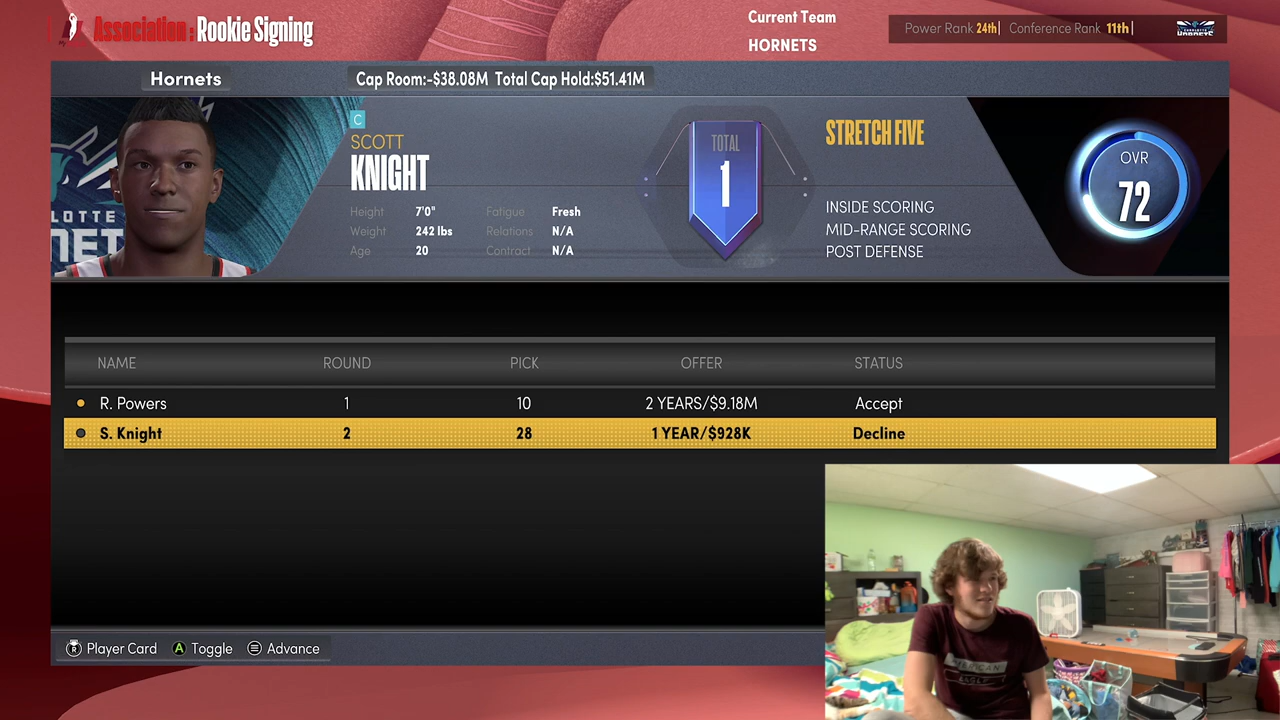 Association: Rookie Signing
Current Team
HORNETS
Power Rank 24th| Conference Rank 11th|
HORNETS
Hornets
Cap Room:-$38.08M Total Cap Hold:$51.41M
C
SCOTT
KNIGHT
Height 7'0" Fatigue Fresh
Weight 242 lbs Relations N/A
Age 20 Contract N/A
TOTAL
1
STRETCH FIVE
INSIDE SCORING
MID-RANGE SCORING
POST DEFENSE
OVR
72
LOTTE
NET
NAME ROUND PICK OFFER STATUS
R. Powers 1 10 2 YEARS/$9.18M Accept
S. Knight 2 28 1 YEAR/$928K Decline
R Player Card A Toggle Advance